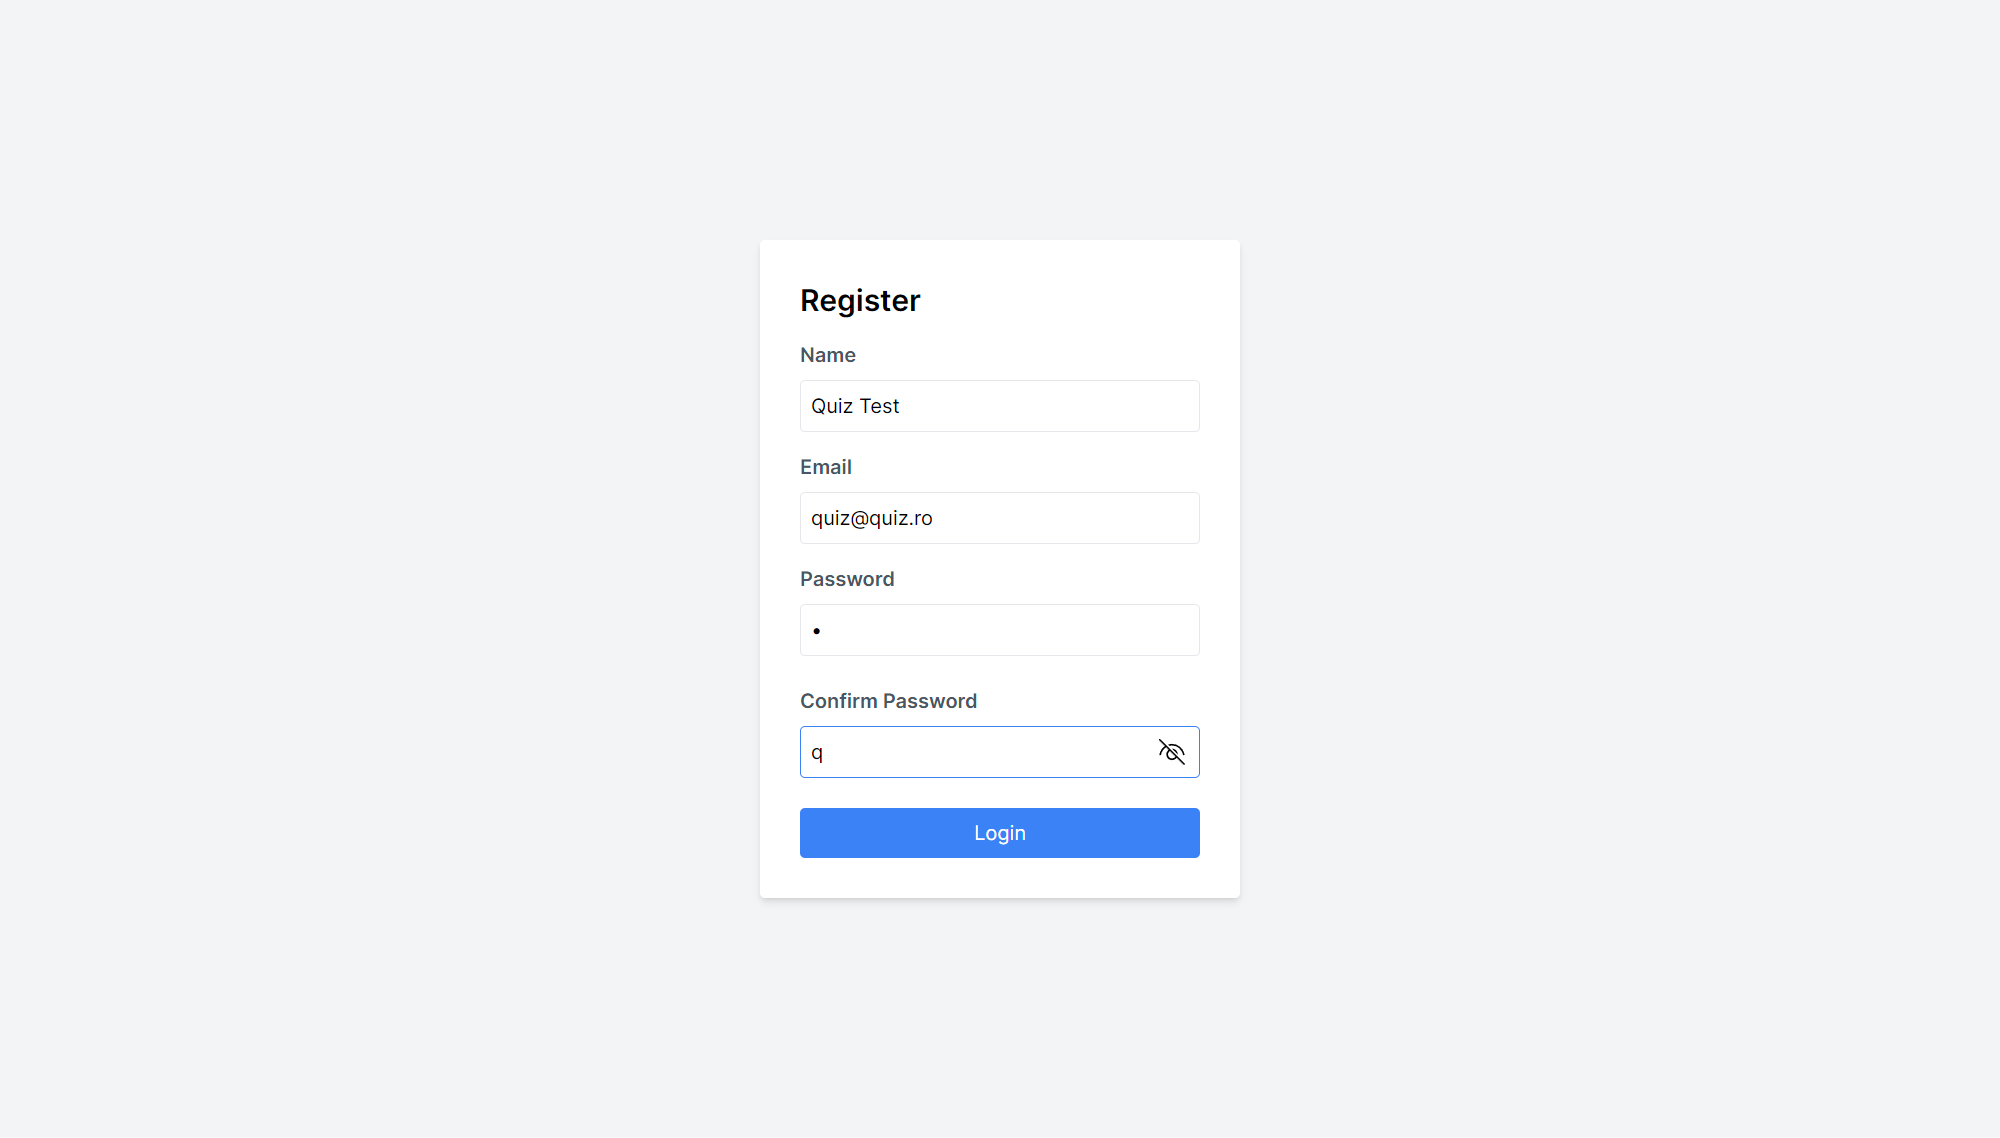 Register
Name
Quiz Test
Email
quiz@quiz.ro
Password
•
Confirm Password
q
Login